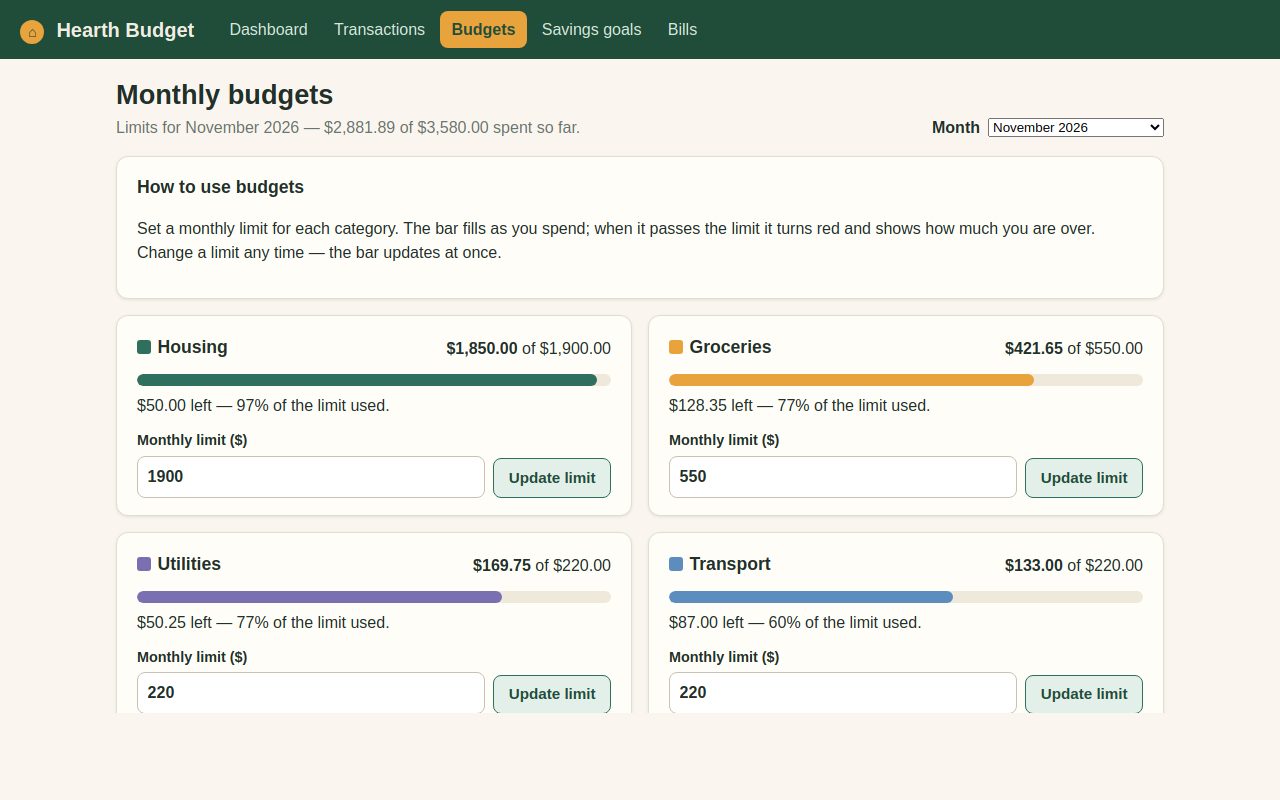 Hearth Budget
Dashboard
Transactions
Budgets
Savings goals
Bills
Monthly budgets
Limits for November 2026 — $2,881.89 of $3,580.00 spent so far.
Month
November 2026
How to use budgets
Set a monthly limit for each category. The bar fills as you spend; when it passes the limit it turns red and shows how much you are over.
Change a limit any time — the bar updates at once.
Housing
$1,850.00 of $1,900.00
$50.00 left — 97% of the limit used.
Monthly limit ($)
1900
Update limit
Groceries
$421.65 of $550.00
$128.35 left — 77% of the limit used.
Monthly limit ($)
550
Update limit
Utilities
$169.75 of $220.00
$50.25 left — 77% of the limit used.
Monthly limit ($)
220
Update limit
Transport
$133.00 of $220.00
$87.00 left — 60% of the limit used.
Monthly limit ($)
220
Update limit